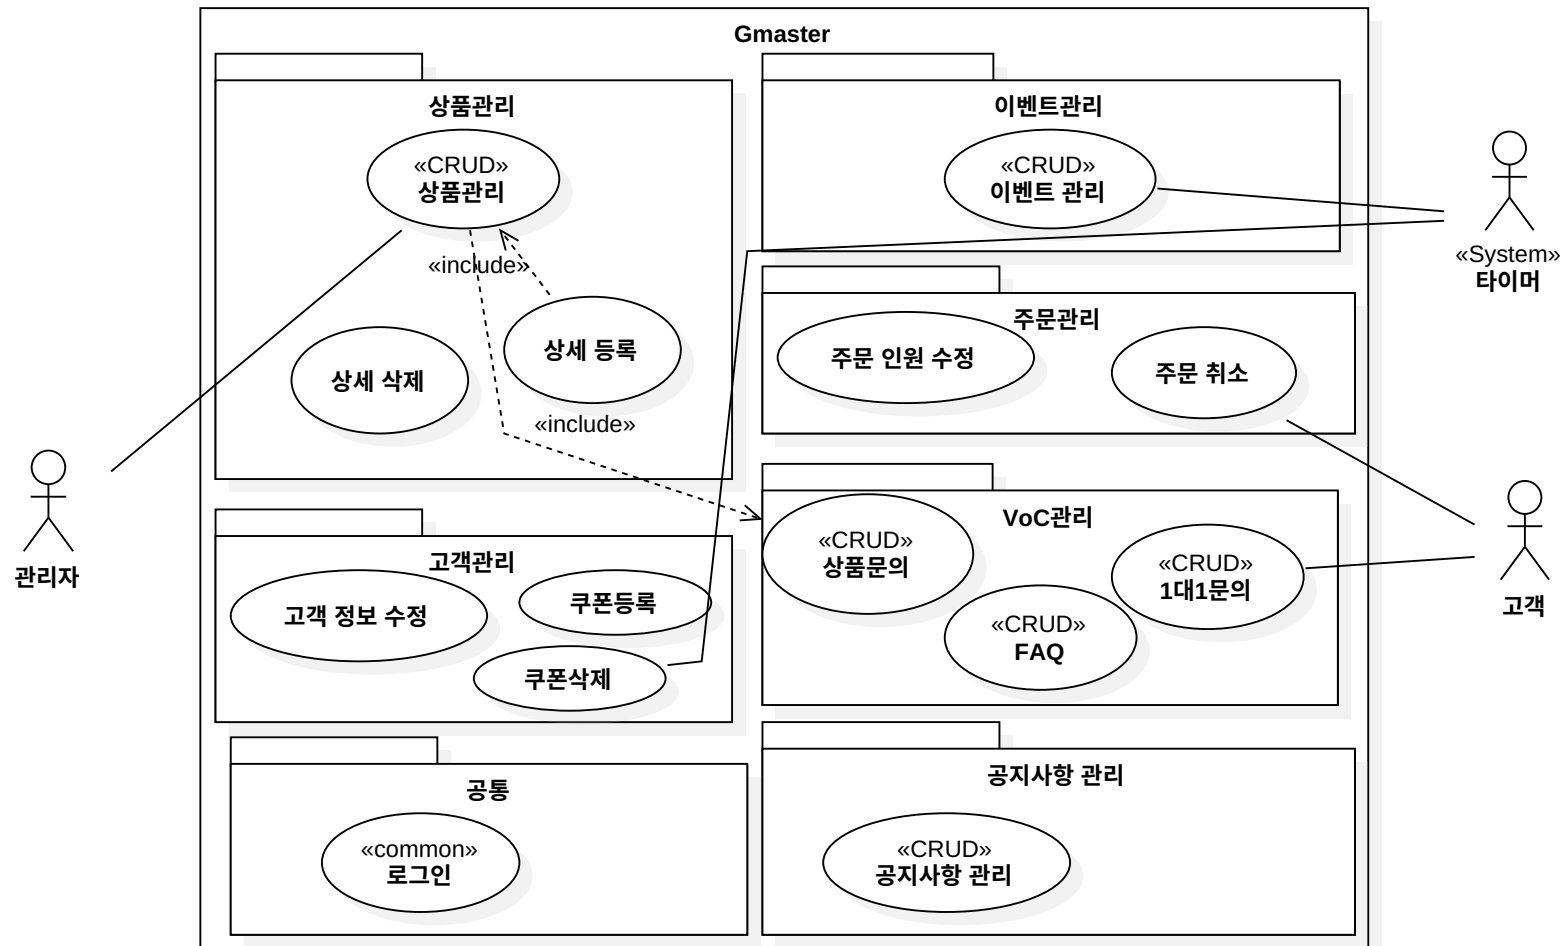 Gmaster
상품관리
«CRUD»
상품관리
«include»
상세 등록
상세 삭제
«include»
이벤트관리
«CRUD»
이벤트 관리
«System»
타이머
주문관리
주문 인원 수정
주문 취소
관리자
고객관리
고객 정보 수정
쿠폰등록
쿠폰삭제
VoC관리
«CRUD»
상품문의
«CRUD»
1대1문의
«CRUD»
FAQ
고객
공통
«common»
로그인
공지사항 관리
«CRUD»
공지사항 관리